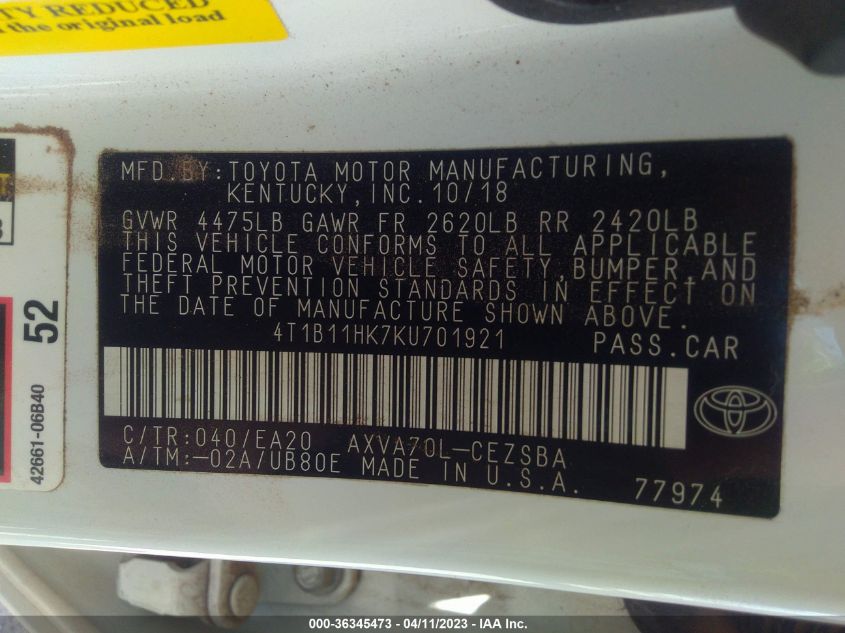 TY REDUCED
the original load
MFD.BY:TOYOTA MOTOR MANUFACTURING,
KENTUCKY,INC.10/18
GVWR 4475LB GAWR FR 2620LB RR 2420LB
THIS VEHICLE CONFORMS TO ALL APPLICABLE
FEDERAL MOTOR VEHICLE SAFETY,BUMPER,AND
THEFT PREVENTION STANDARDS IN EFFECT ON
THE DATE OF MANUFACTURE SHOWN ABOVE.
4T1B11HK7KU701921 PASS.CAR
C/TR:040/EA20 AXVA70L-CEZSBA
A/TM:-02A/UB80E MADE IN U.S.A.
77974
52
42661-06B40
000-36345473 - 04/11/2023 - IAA Inc.